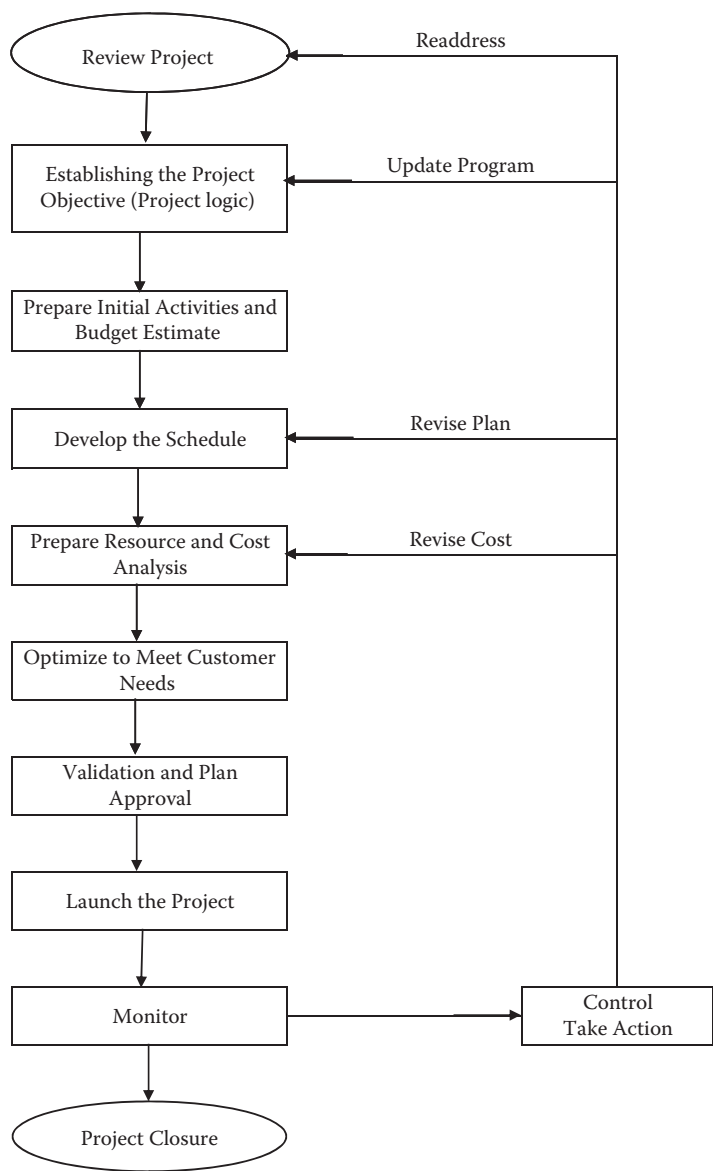 Review Project
Readdress
Establishing the Project
Objective (Project logic)
Update Program
Prepare Initial Activities and
Budget Estimate
Develop the Schedule
Revise Plan
Prepare Resource and Cost
Analysis
Revise Cost
Optimize to Meet Customer
Needs
Validation and Plan
Approval
Launch the Project
Monitor
Control
Take Action
Project Closure